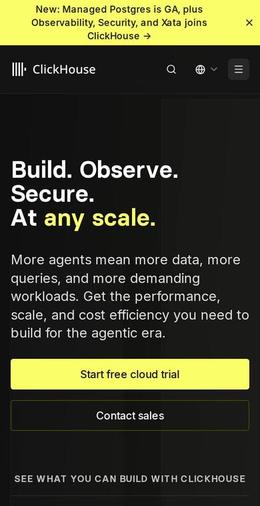 New: Managed Postgres is GA, plus
Observability, Security, and Xata joins
ClickHouse →
ClickHouse
Build. Observe.
Secure.
At any scale.
More agents mean more data, more
queries, and more demanding
workloads. Get the performance,
scale, and cost efficiency you need to
build for the agentic era.
Start free cloud trial
Contact sales
SEE WHAT YOU CAN BUILD WITH CLICKHOUSE